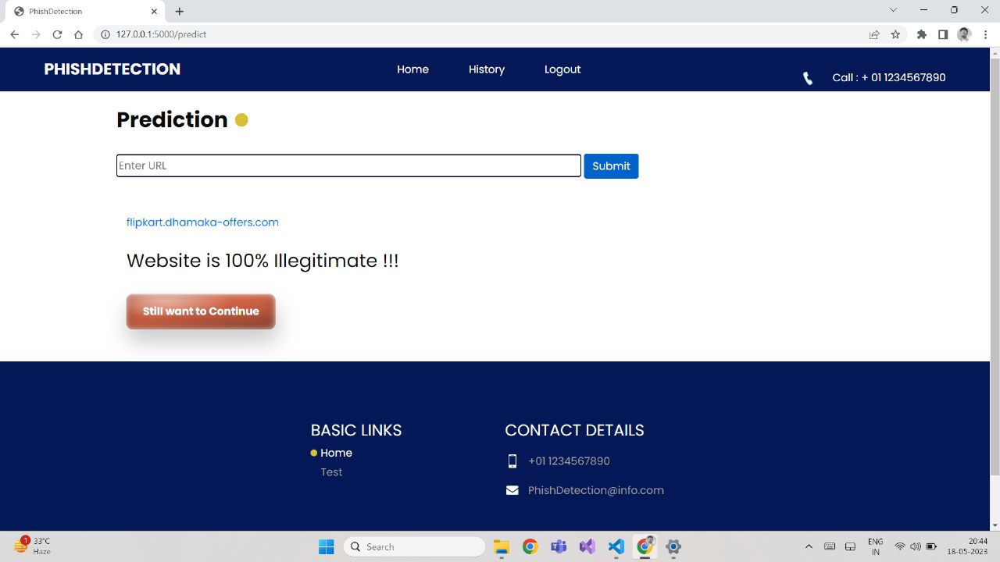 PhishDetection
127.0.0.1:5000/predict
PHISHDETECTION
Home
History
Logout
Call : + 01 1234567890
Prediction
Enter URL
Submit
flipkart.dhamaka-offers.com
Website is 100% Illegitimate !!!
Still want to Continue
BASIC LINKS
Home
Test
CONTACT DETAILS
+01 1234567890
PhishDetection@info.com
1
33°C
Haze
Search
ENG
IN
20:44
18-05-2023